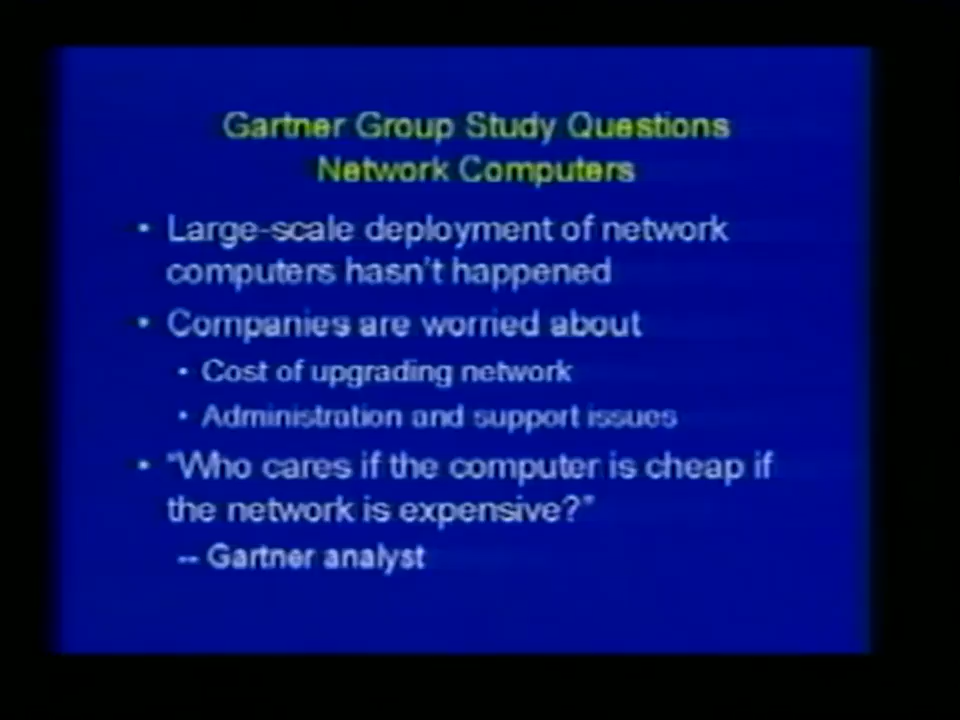 Gartner Group Study Questions
Network Computers
• Large-scale deployment of network
computers hasn't happened
• Companies are worried about
• Cost of upgrading network
• Administration and support issues
• "Who cares if the computer is cheap if
the network is expensive?"
-- Gartner analyst